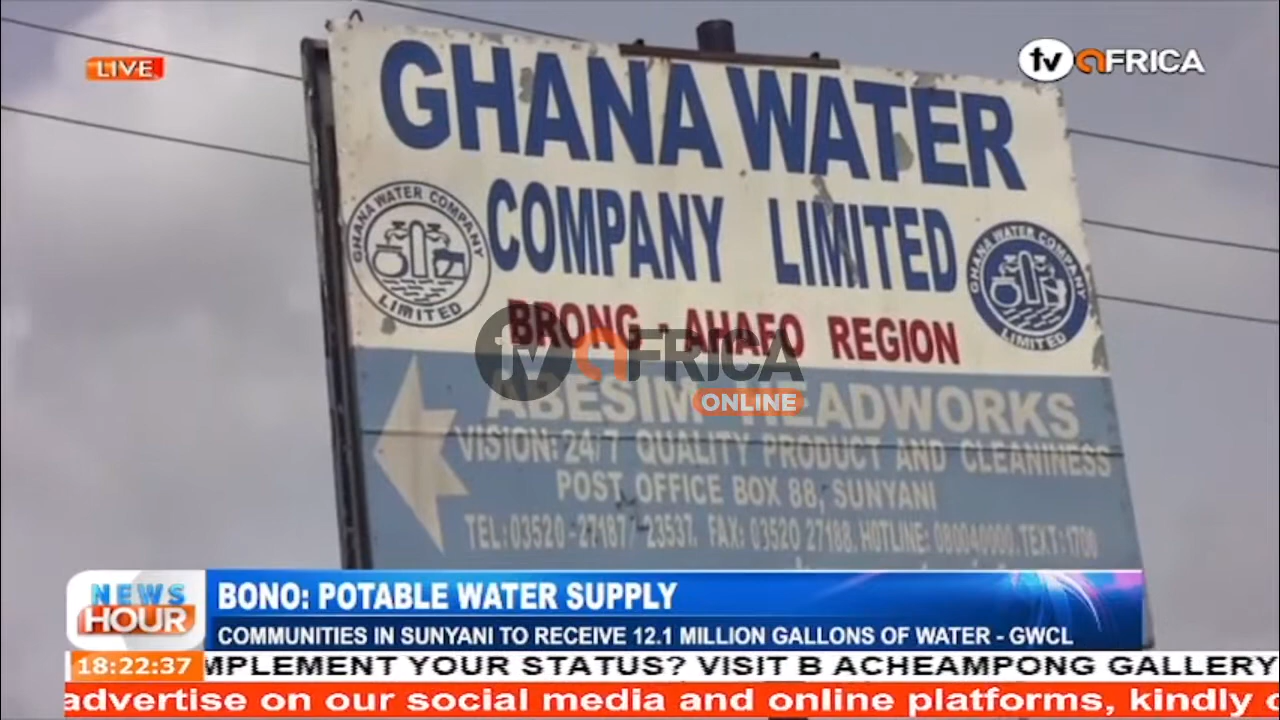 LIVE
tv aFRICA
GHANA WATER
COMPANY LIMITED
GHANA WATER COMPANY
LIMITED
GHANA WATER COMPANY
LIMITED
BRONG - AHAFO REGION
tv aFRICA
ONLINE
ABESIM HEADWORKS
VISION: 24/7 QUALITY PRODUCT AND CLEANINESS
POST OFFICE BOX 88, SUNYANI
TEL: 03520 - 27187 / 23537. FAX: 03520 27188. HOTLINE: 080040000. TEXT: 1700
NEWS
HOUR
BONO: POTABLE WATER SUPPLY
COMMUNITIES IN SUNYANI TO RECEIVE 12.1 MILLION GALLONS OF WATER - GWCL
18:22:37
MPLEMENT YOUR STATUS? VISIT B ACHEAMPONG GALLERY
advertise on our social media and online platforms, kindly